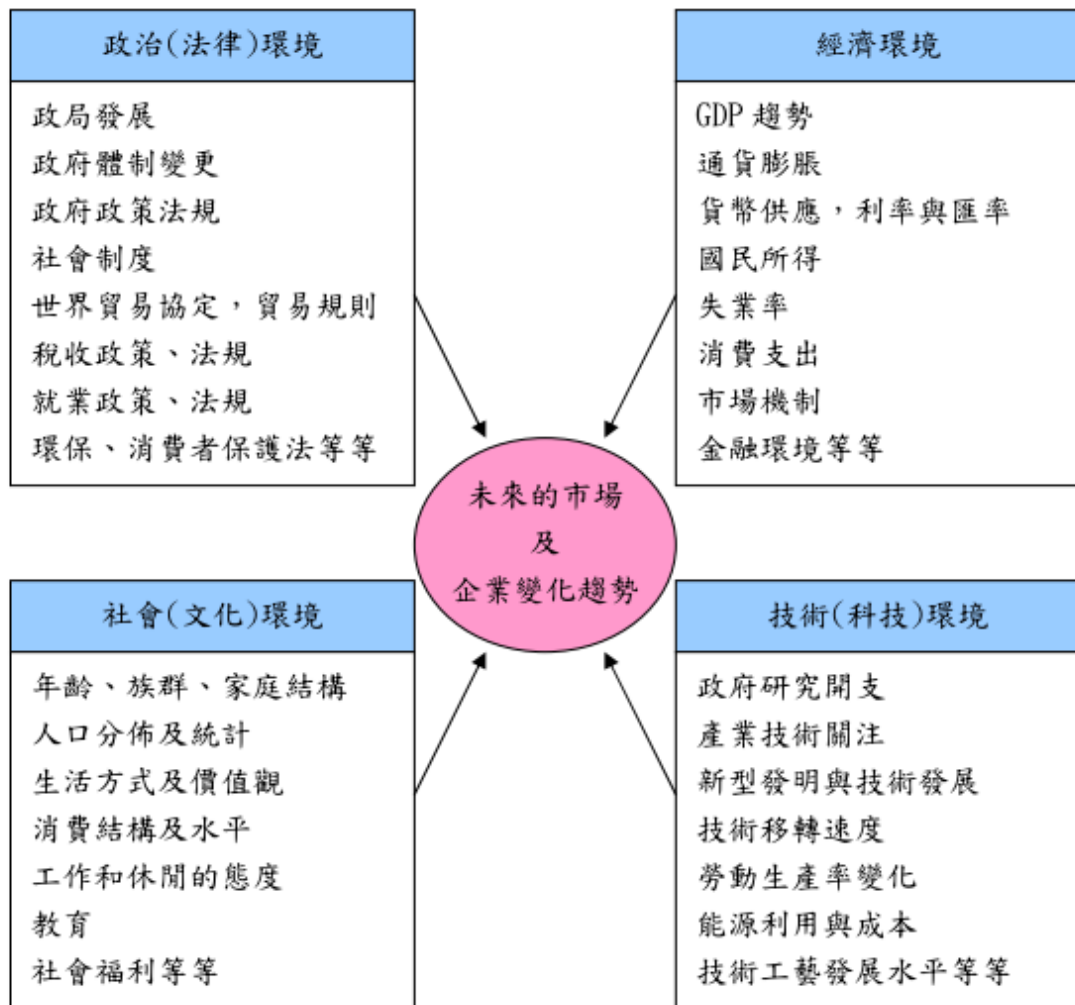 政治(法律)環境
政局發展
政府體制變更
政府政策法規
社會制度
世界貿易協定，貿易規則
稅收政策、法規
就業政策、法規
環保、消費者保護法等等
經濟環境
GDP 趨勢
通貨膨脹
貨幣供應，利率與匯率
國民所得
失業率
消費支出
市場機制
金融環境等等
未來的市場
及
企業變化趨勢
社會(文化)環境
年齡、族群、家庭結構
人口分佈及統計
生活方式及價值觀
消費結構及水平
工作和休閒的態度
教育
社會福利等等
技術(科技)環境
政府研究開支
產業技術關注
新型發明與技術發展
技術移轉速度
勞動生產率變化
能源利用與成本
技術工藝發展水平等等